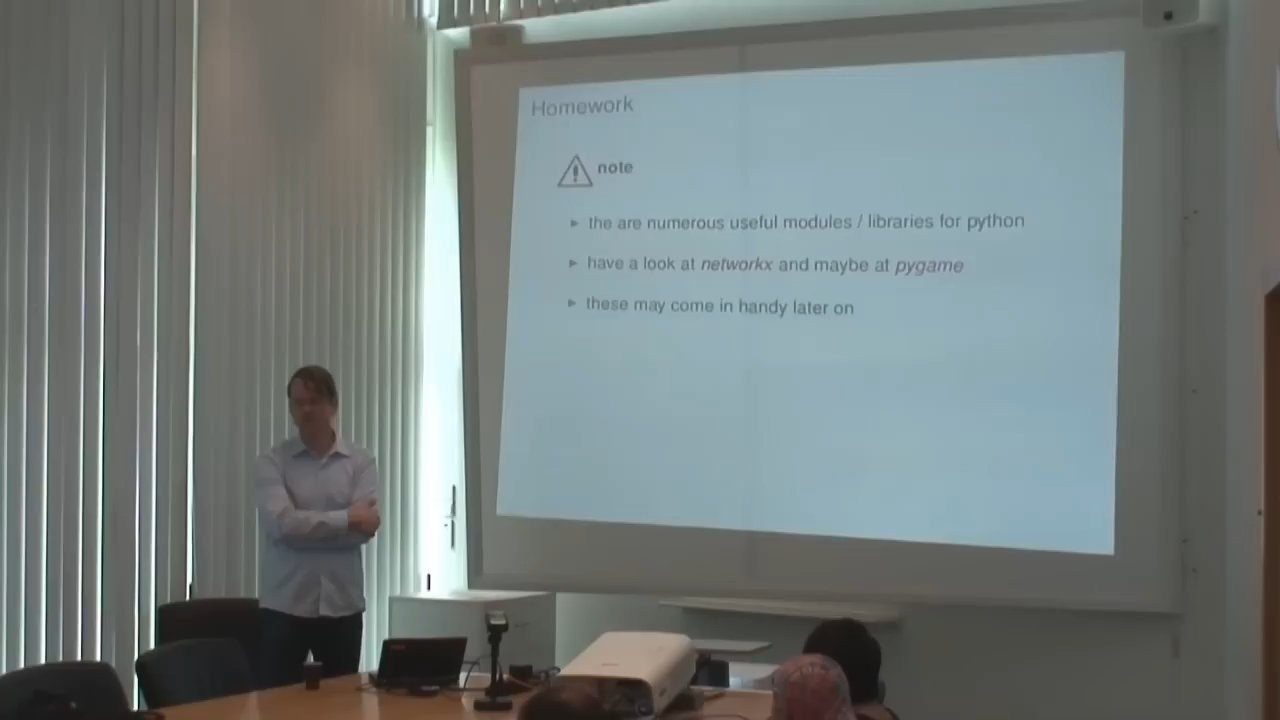 Homework
note
the are numerous useful modules / libraries for python
have a look at networkx and maybe at pygame
these may come in handy later on